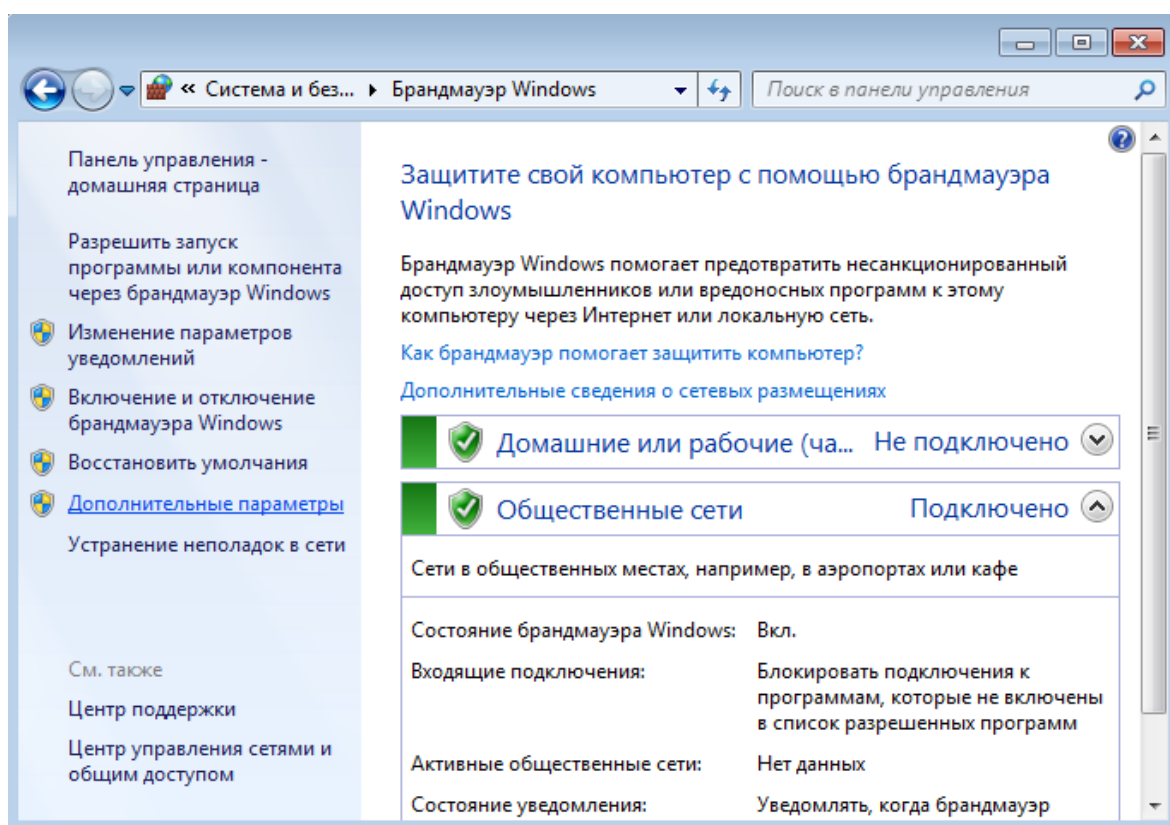 « Система и без... ▸ Брандмауэр Windows
Поиск в панели управления
Панель управления -
домашняя страница
Разрешить запуск
программы или компонента
через брандмауэр Windows
Изменение параметров
уведомлений
Включение и отключение
брандмауэра Windows
Восстановить умолчания
Дополнительные параметры
Устранение неполадок в сети
См. также
Центр поддержки
Центр управления сетями и
общим доступом
Защитите свой компьютер с помощью брандмауэра
Windows
Брандмауэр Windows помогает предотвратить несанкционированный
доступ злоумышленников или вредоносных программ к этому
компьютеру через Интернет или локальную сеть.
Как брандмауэр помогает защитить компьютер?
Дополнительные сведения о сетевых размещениях
Домашние или рабочие (ча... Не подключено
Общественные сети Подключено
Сети в общественных местах, например, в аэропортах или кафе
Состояние брандмауэра Windows: Вкл.
Входящие подключения: Блокировать подключения к
программам, которые не включены
в список разрешенных программ
Активные общественные сети: Нет данных
Состояние уведомления: Уведомлять, когда брандмауэр